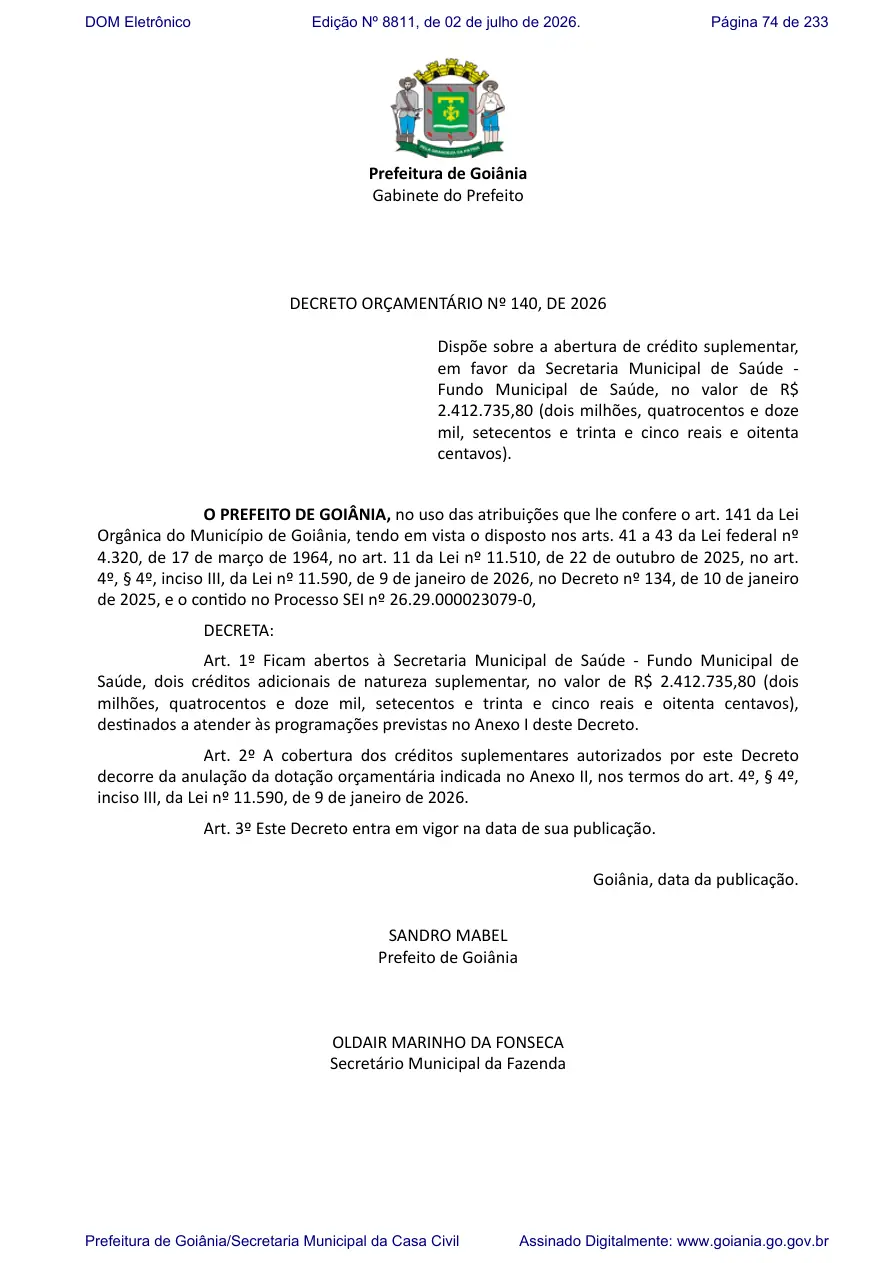 DOM Eletrônico Edição Nº 8811, de 02 de julho de 2026. Página 74 de 233
PELA GRANDEZA DA PÁTRIA
Prefeitura de Goiânia
Gabinete do Prefeito
DECRETO ORÇAMENTÁRIO Nº 140, DE 2026
Dispõe sobre a abertura de crédito suplementar,
em favor da Secretaria Municipal de Saúde -
Fundo Municipal de Saúde, no valor de R$
2.412.735,80 (dois milhões, quatrocentos e doze
mil, setecentos e trinta e cinco reais e oitenta
centavos).
O PREFEITO DE GOIÂNIA, no uso das atribuições que lhe confere o art. 141 da Lei
Orgânica do Município de Goiânia, tendo em vista o disposto nos arts. 41 a 43 da Lei federal nº
4.320, de 17 de março de 1964, no art. 11 da Lei nº 11.510, de 22 de outubro de 2025, no art.
4º, § 4º, inciso III, da Lei nº 11.590, de 9 de janeiro de 2026, no Decreto nº 134, de 10 de janeiro
de 2025, e o contido no Processo SEI nº 26.29.000023079-0,
DECRETA:
Art. 1º Ficam abertos à Secretaria Municipal de Saúde - Fundo Municipal de
Saúde, dois créditos adicionais de natureza suplementar, no valor de R$ 2.412.735,80 (dois
milhões, quatrocentos e doze mil, setecentos e trinta e cinco reais e oitenta centavos),
destinados a atender às programações previstas no Anexo I deste Decreto.
Art. 2º A cobertura dos créditos suplementares autorizados por este Decreto
decorre da anulação da dotação orçamentária indicada no Anexo II, nos termos do art. 4º, § 4º,
inciso III, da Lei nº 11.590, de 9 de janeiro de 2026.
Art. 3º Este Decreto entra em vigor na data de sua publicação.
Goiânia, data da publicação.
SANDRO MABEL
Prefeito de Goiânia
OLDAIR MARINHO DA FONSECA
Secretário Municipal da Fazenda
Prefeitura de Goiânia/Secretaria Municipal da Casa Civil Assinado Digitalmente: www.goiania.go.gov.br